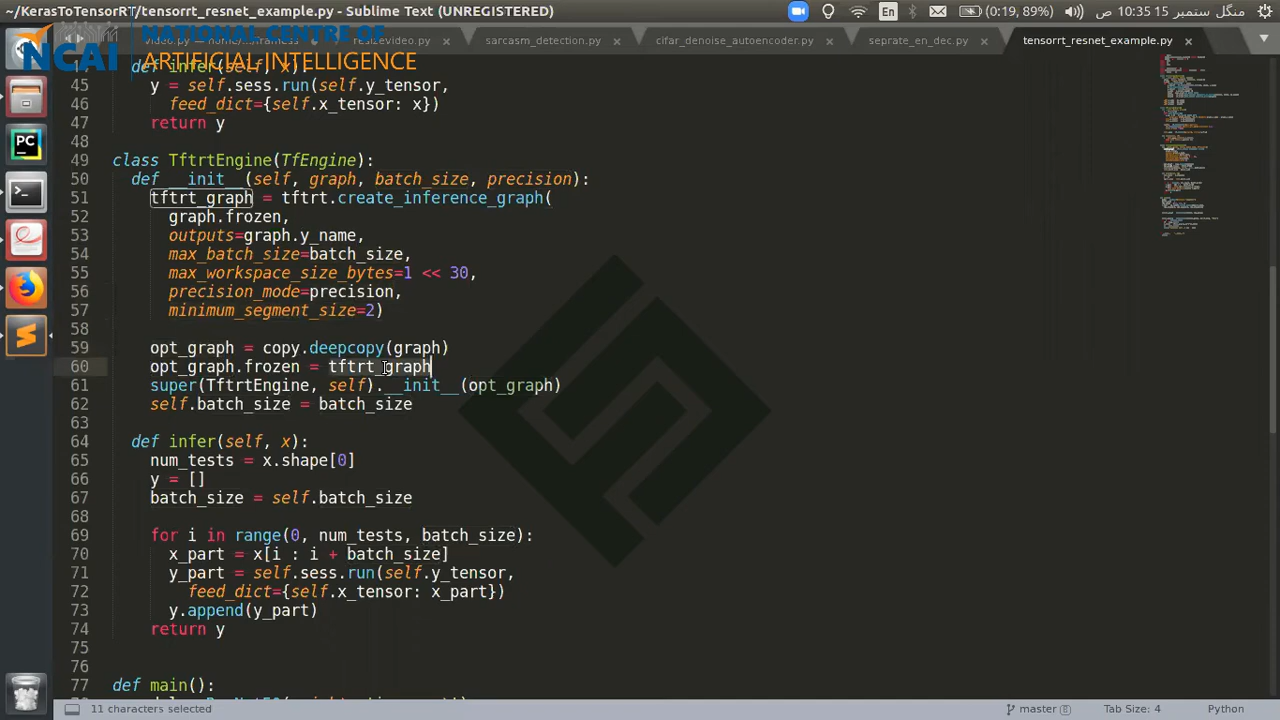 ~/KerasToTensorRT/tensorrt_resnet_example.py - Sublime Text (UNREGISTERED)
En
(0:19, 89%)
منگل ستمبر 15 10:35 ص
NATIONAL CENTRE OF
NCAI ARTIFICIAL INTELLIGENCE
sarcasm_detection.py
cifar_denoise_autoencoder.py
seprate_en_dec.py
tensorrt_resnet_example.py
def infer(self, x):
45 y = self.sess.run(self.y_tensor,
46 feed_dict={self.x_tensor: x})
47 return y
48
49 class TftrtEngine(TfEngine):
50 def __init__(self, graph, batch_size, precision):
51 tftrt_graph = tftrt.create_inference_graph(
52 graph.frozen,
53 outputs=graph.y_name,
54 max_batch_size=batch_size,
55 max_workspace_size_bytes=1 << 30,
56 precision_mode=precision,
57 minimum_segment_size=2)
58
59 opt_graph = copy.deepcopy(graph)
60 opt_graph.frozen = tftrt_graph
61 super(TftrtEngine, self).__init__(opt_graph)
62 self.batch_size = batch_size
63
64 def infer(self, x):
65 num_tests = x.shape[0]
66 y = []
67 batch_size = self.batch_size
68
69 for i in range(0, num_tests, batch_size):
70 x_part = x[i : i + batch_size]
71 y_part = self.sess.run(self.y_tensor,
72 feed_dict={self.x_tensor: x_part})
73 y.append(y_part)
74 return y
75
76
77 def main():
11 characters selected
master
8
Tab Size: 4
Python